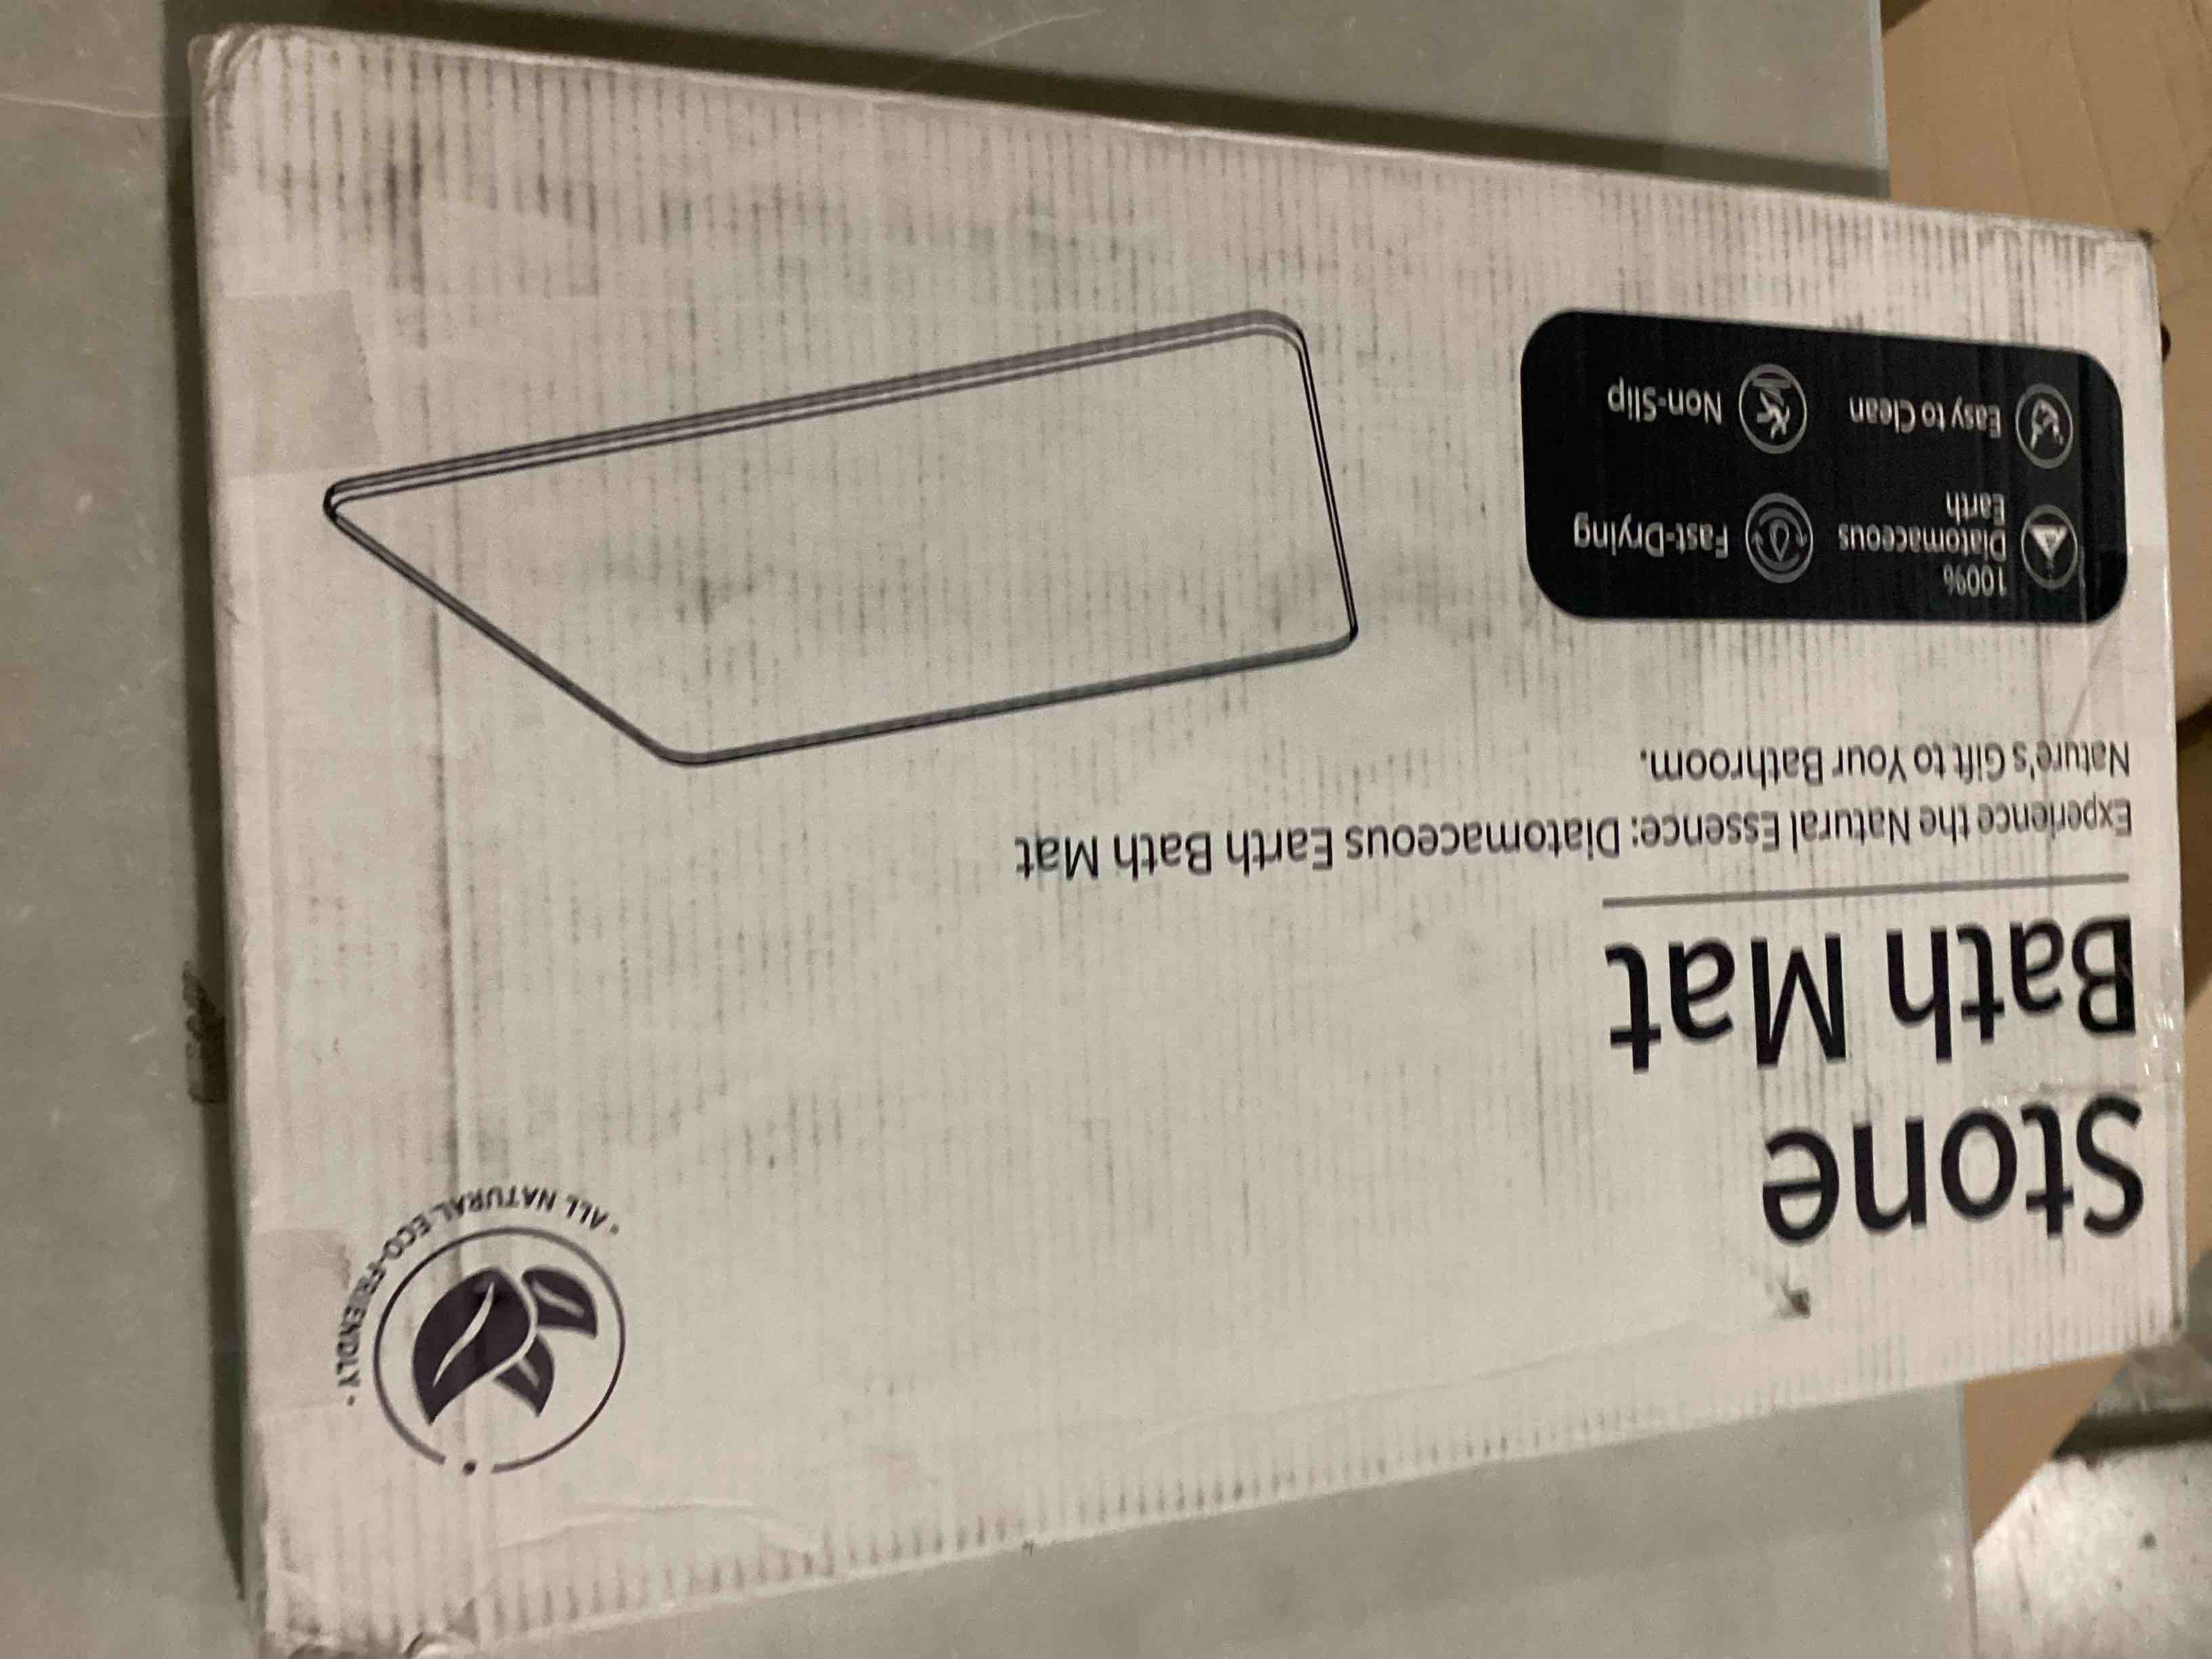 • ALL NATURAL ECO-FRIENDLY •
Stone
Bath Mat
Experience the Natural Essence: Diatomaceous Earth Bath Mat
Nature's Gift to Your Bathroom.
100%
Diatomaceous
Earth
Fast-Drying
Easy to Clean
Non-Slip